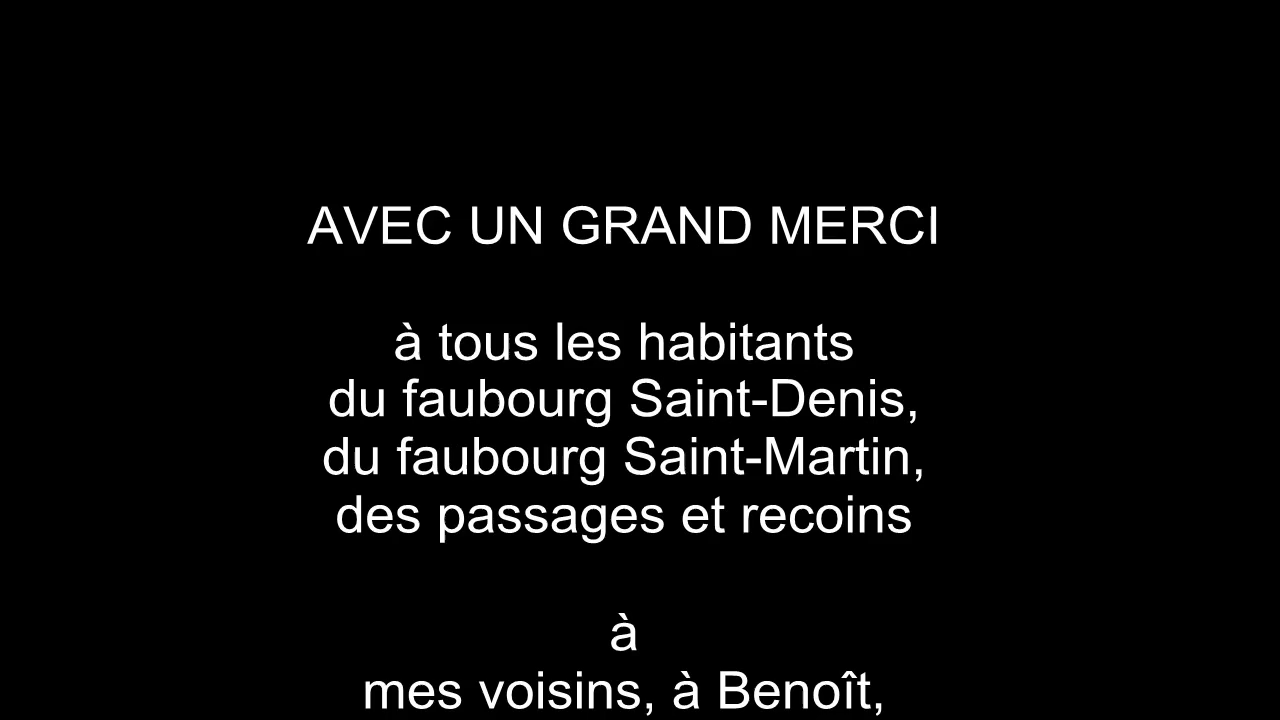 AVEC UN GRAND MERCI
à tous les habitants
du faubourg Saint-Denis,
du faubourg Saint-Martin,
des passages et recoins
à
mes voisins, à Benoît,